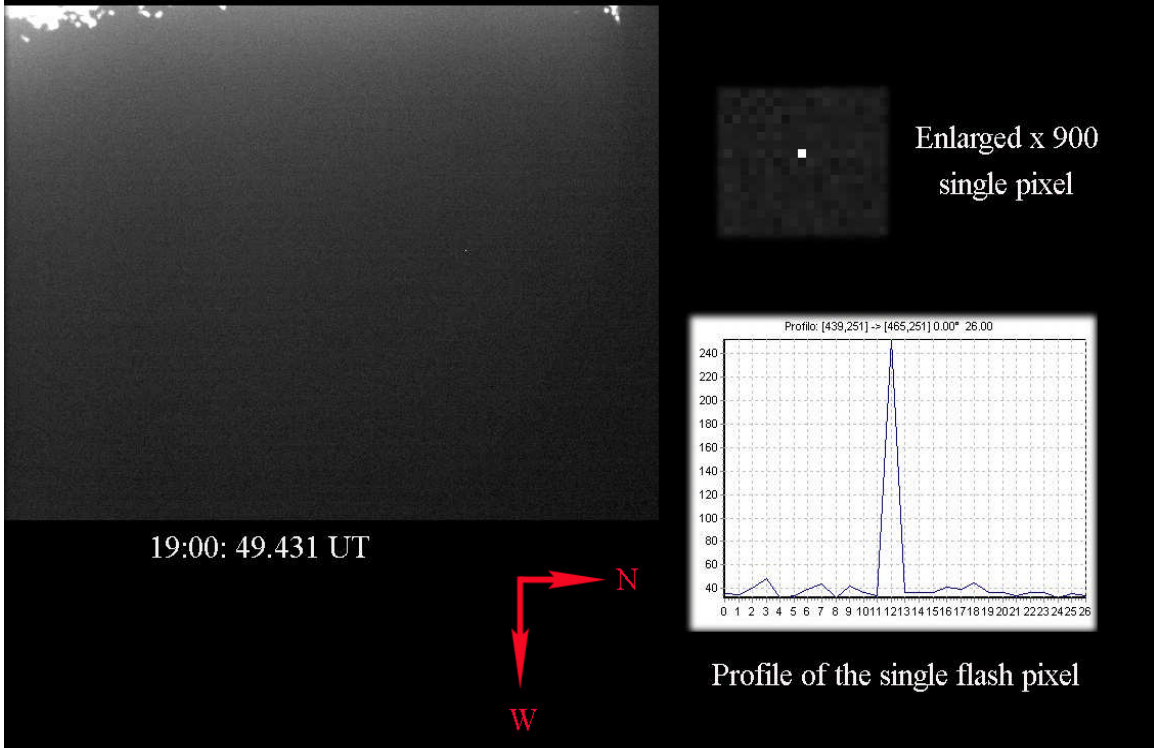 Enlarged x 900
single pixel
Profilo: [439,251] -> [465,251] 0.00° 26.00
240
220
200
180
160
140
120
100
80
60
40
0 1 2 3 4 5 6 7 8 9 10 11 12 13 14 15 16 17 18 19 20 21 22 23 24 25 26
19:00: 49.431 UT
N
W
Profile of the single flash pixel